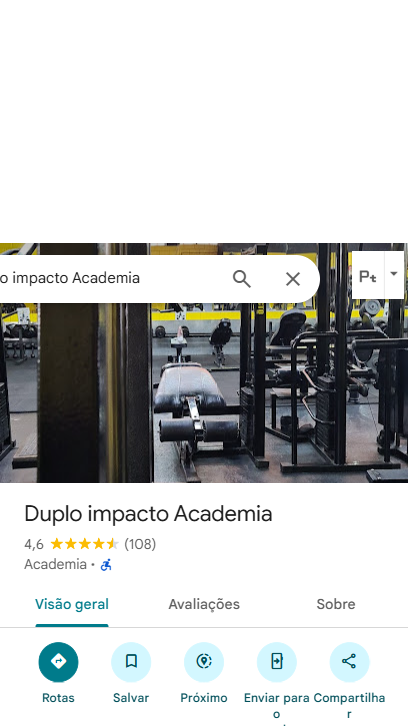 o impacto Academia
Pt
Duplo impacto Academia
4,6 (108)
Academia ·
Visão geral Avaliações Sobre
Rotas Salvar Próximo Enviar para o Compartilhar